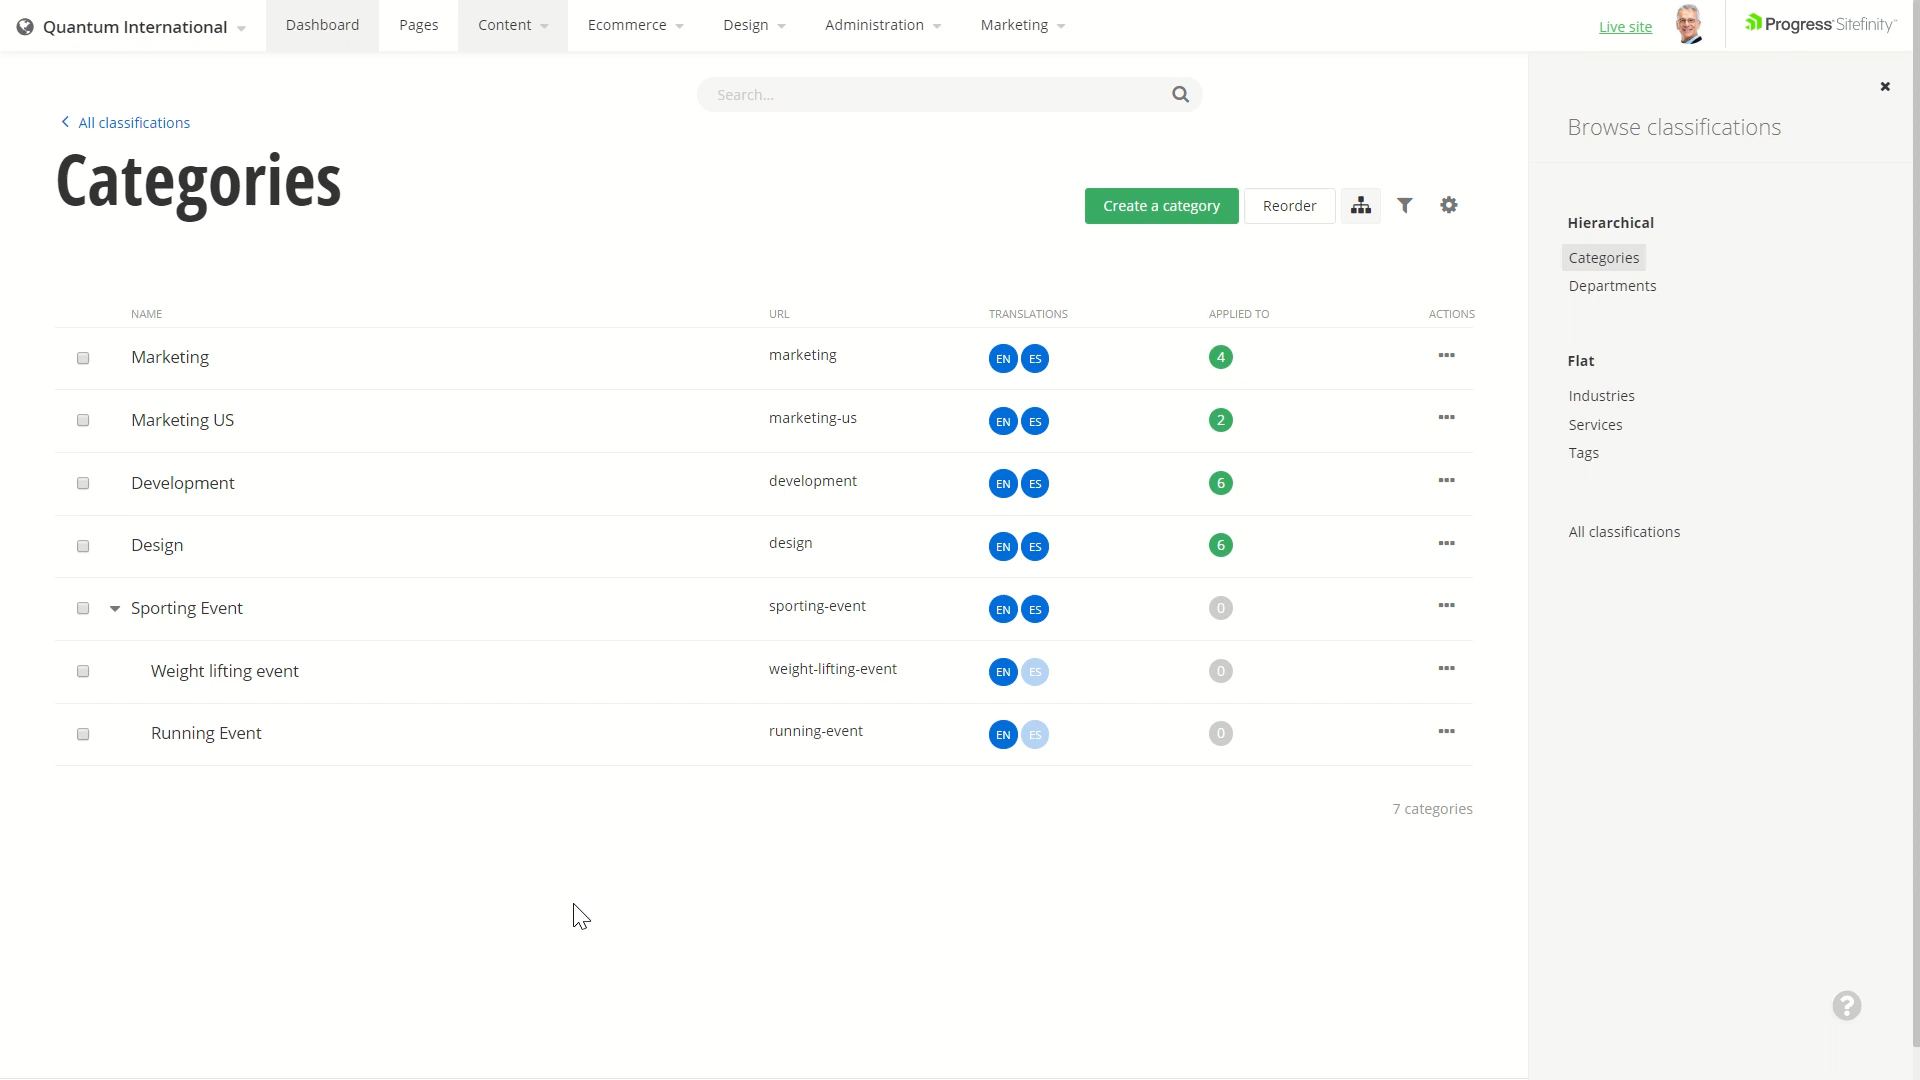 Quantum International
Dashboard
Pages
Content
Ecommerce
Design
Administration
Marketing
Live site
Progress Sitefinity
Search...
All classifications
Categories
Create a category
Reorder
NAME URL TRANSLATIONS APPLIED TO ACTIONS
Marketing marketing EN ES 4
Marketing US marketing-us EN ES 2
Development development EN ES 6
Design design EN ES 6
Sporting Event sporting-event EN ES 0
Weight lifting event weight-lifting-event EN ES 0
Running Event running-event EN ES 0
7 categories
Browse classifications
Hierarchical
Categories
Departments
Flat
Industries
Services
Tags
All classifications
?